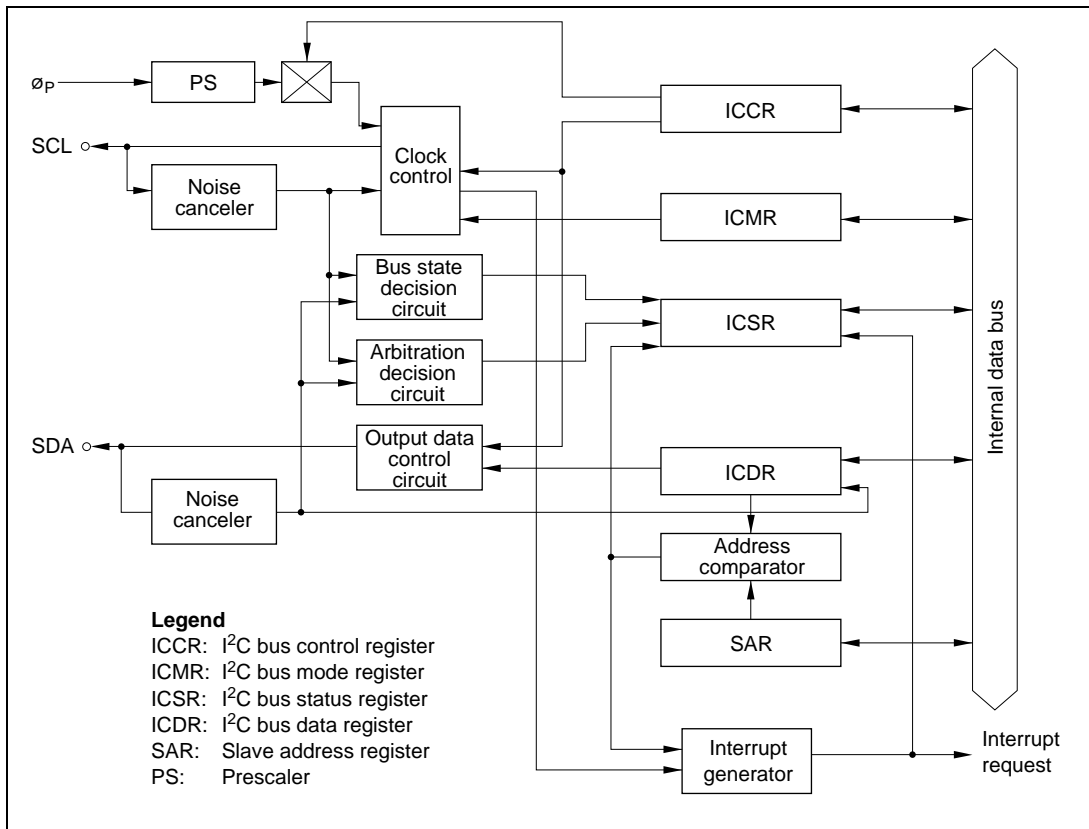 øP
PS
SCL
Noise
canceler
Clock
control
ICCR
ICMR
Bus state
decision
circuit
ICSR
Arbitration
decision
circuit
SDA
Output data
control
circuit
ICDR
Noise
canceler
Address
comparator
SAR
Interrupt
generator
Interrupt
request
Internal data bus
Legend
ICCR: I²C bus control register
ICMR: I²C bus mode register
ICSR: I²C bus status register
ICDR: I²C bus data register
SAR: Slave address register
PS: Prescaler